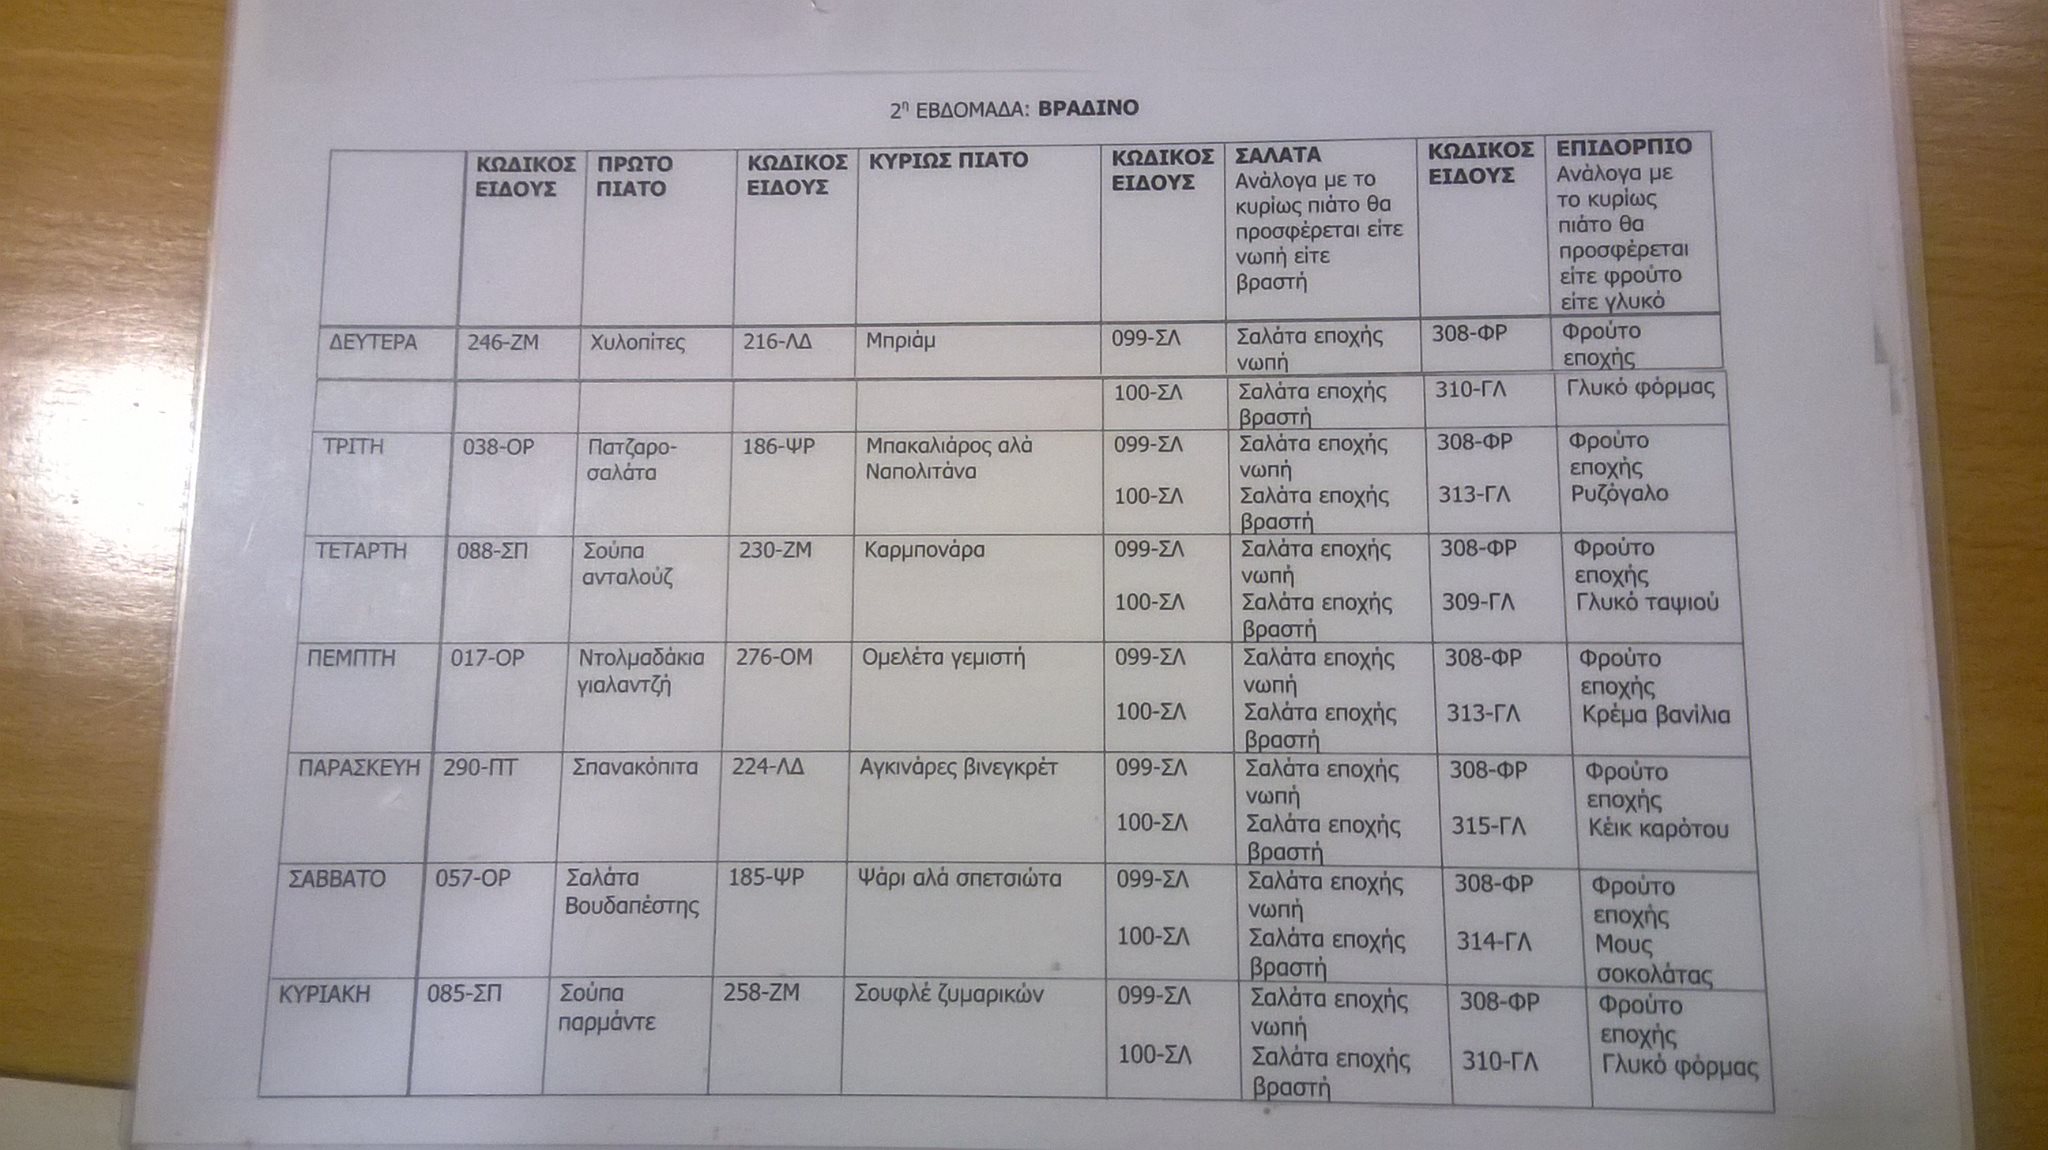 2η ΕΒΔΟΜΑΔΑ: ΒΡΑΔΙΝΟ
ΚΩΔΙΚΟΣ ΕΙΔΟΥΣ ΠΡΩΤΟ ΠΙΑΤΟ ΚΩΔΙΚΟΣ ΕΙΔΟΥΣ ΚΥΡΙΩΣ ΠΙΑΤΟ ΚΩΔΙΚΟΣ ΕΙΔΟΥΣ ΣΑΛΑΤΑ ΚΩΔΙΚΟΣ ΕΙΔΟΥΣ ΕΠΙΔΟΡΠΙΟ
Ανάλογα με το
κυρίως πιάτο θα
προσφέρεται είτε
νωπή είτε
βραστή
Ανάλογα με
το κυρίως
πιάτο θα
προσφέρεται
είτε φρούτο
είτε γλυκό
ΔΕΥΤΕΡΑ 246-ΖΜ Χυλοπίτες 216-ΛΔ Μπριάμ 099-ΣΛ Σαλάτα εποχής 308-ΦΡ Φρούτο
νωπή εποχής
100-ΣΛ Σαλάτα εποχής 310-ΓΛ Γλυκό φόρμας
βραστή
ΤΡΙΤΗ 038-ΟΡ Πατζαρο- 186-ΨΡ Μπακαλιάρος αλά 099-ΣΛ Σαλάτα εποχής 308-ΦΡ Φρούτο
σαλάτα Ναπολιτάνα νωπή εποχής
100-ΣΛ Σαλάτα εποχής 313-ΓΛ Ρυζόγαλο
βραστή
ΤΕΤΑΡΤΗ 088-ΣΠ Σούπα 230-ΖΜ Καρμπονάρα 099-ΣΛ Σαλάτα εποχής 308-ΦΡ Φρούτο
ανταλούζ νωπή εποχής
100-ΣΛ Σαλάτα εποχής 309-ΓΛ Γλυκό ταψιού
βραστή
ΠΕΜΠΤΗ 017-ΟΡ Ντολμαδάκια 276-ΟΜ Ομελέτα γεμιστή 099-ΣΛ Σαλάτα εποχής 308-ΦΡ Φρούτο
γιαλαντζή νωπή εποχής
100-ΣΛ Σαλάτα εποχής 313-ΓΛ Κρέμα βανίλια
βραστή
ΠΑΡΑΣΚΕΥΗ 290-ΠΤ Σπανακόπιτα 224-ΛΔ Αγκινάρες βινεγκρέτ 099-ΣΛ Σαλάτα εποχής 308-ΦΡ Φρούτο
νωπή εποχής
100-ΣΛ Σαλάτα εποχής 315-ΓΛ Κέικ καρότου
βραστή
ΣΑΒΒΑΤΟ 057-ΟΡ Σαλάτα 185-ΨΡ Ψάρι αλά σπετσιώτα 099-ΣΛ Σαλάτα εποχής 308-ΦΡ Φρούτο
Βουδαπέστης νωπή εποχής
100-ΣΛ Σαλάτα εποχής 314-ΓΛ Μους
βραστή σοκολάτας
ΚΥΡΙΑΚΗ 085-ΣΠ Σούπα 258-ΖΜ Σουφλέ ζυμαρικών 099-ΣΛ Σαλάτα εποχής 308-ΦΡ Φρούτο
παρμάντε νωπή εποχής
100-ΣΛ Σαλάτα εποχής 310-ΓΛ Γλυκό φόρμας
βραστή